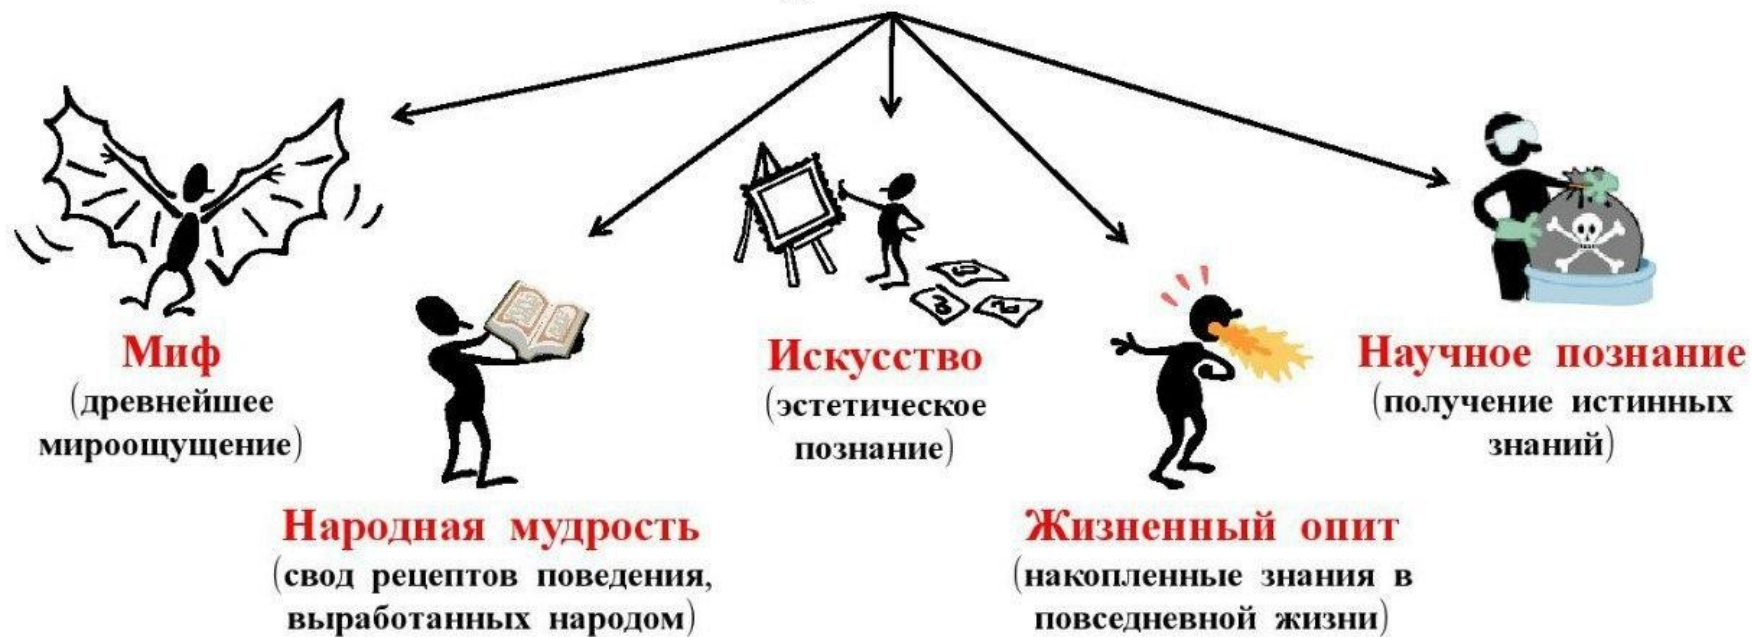 Миф
(древнейшее
мироощущение)
Народная мудрость
(свод рецептов поведения,
выработанных народом)
Искусство
(эстетическое
познание)
Жизненный опит
(накопленные знания в
повседневной жизни)
Научное познание
(получение истинных
знаний)